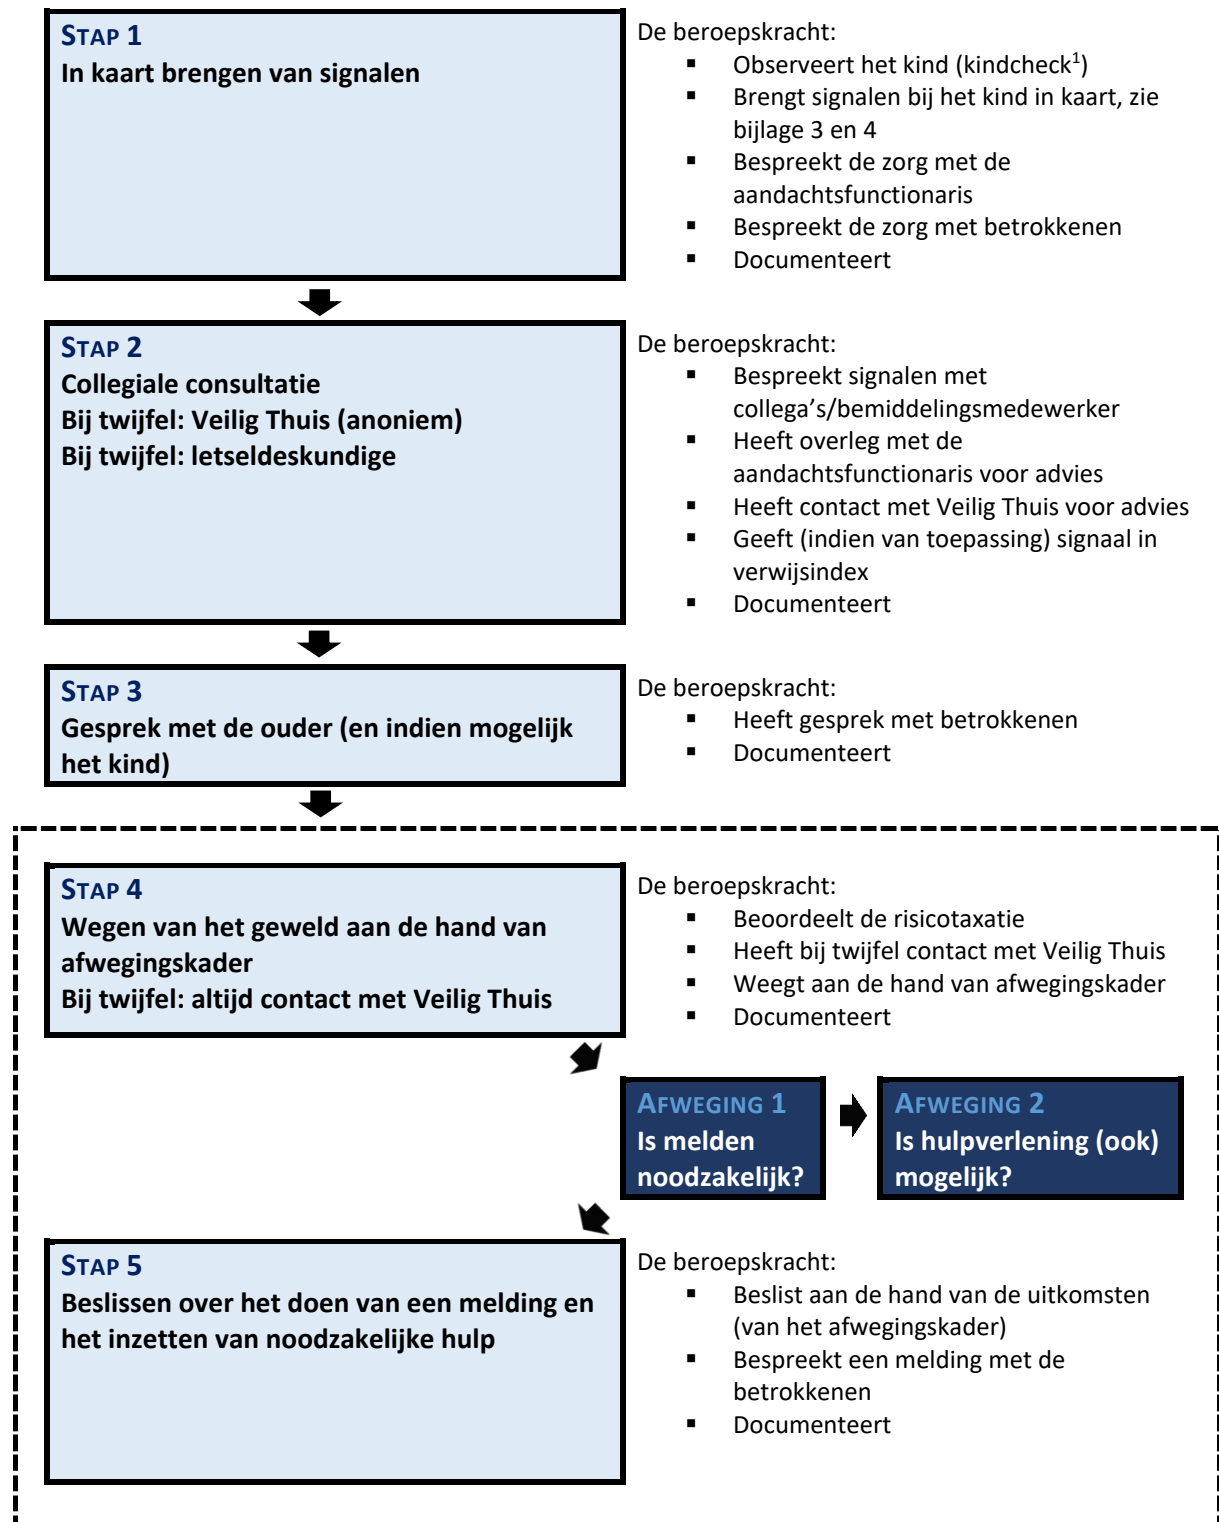 STAP 1
In kaart brengen van signalen
De beroepskracht:
▪ Observeert het kind (kindcheck¹)
▪ Brengt signalen bij het kind in kaart, zie
bijlage 3 en 4
▪ Bespreekt de zorg met de
aandachtsfunctionaris
▪ Bespreekt de zorg met betrokkenen
▪ Documenteert
STAP 2
Collegiale consultatie
Bij twijfel: Veilig Thuis (anoniem)
Bij twijfel: letseldeskundige
De beroepskracht:
▪ Bespreekt signalen met
collega’s/bemiddelingsmedewerker
▪ Heeft overleg met de
aandachtsfunctionaris voor advies
▪ Heeft contact met Veilig Thuis voor advies
▪ Geeft (indien van toepassing) signaal in
verwijsindex
▪ Documenteert
STAP 3
Gesprek met de ouder (en indien mogelijk
het kind)
De beroepskracht:
▪ Heeft gesprek met betrokkenen
▪ Documenteert
STAP 4
Wegen van het geweld aan de hand van
afwegingskader
Bij twijfel: altijd contact met Veilig Thuis
De beroepskracht:
▪ Beoordeelt de risicotaxatie
▪ Heeft bij twijfel contact met Veilig Thuis
▪ Weegt aan de hand van afwegingskader
▪ Documenteert
AFWEGING 1
Is melden
noodzakelijk?
AFWEGING 2
Is hulpverlening (ook)
mogelijk?
STAP 5
Beslissen over het doen van een melding en
het inzetten van noodzakelijke hulp
De beroepskracht:
▪ Beslist aan de hand van de uitkomsten
(van het afwegingskader)
▪ Bespreekt een melding met de
betrokkenen
▪ Documenteert